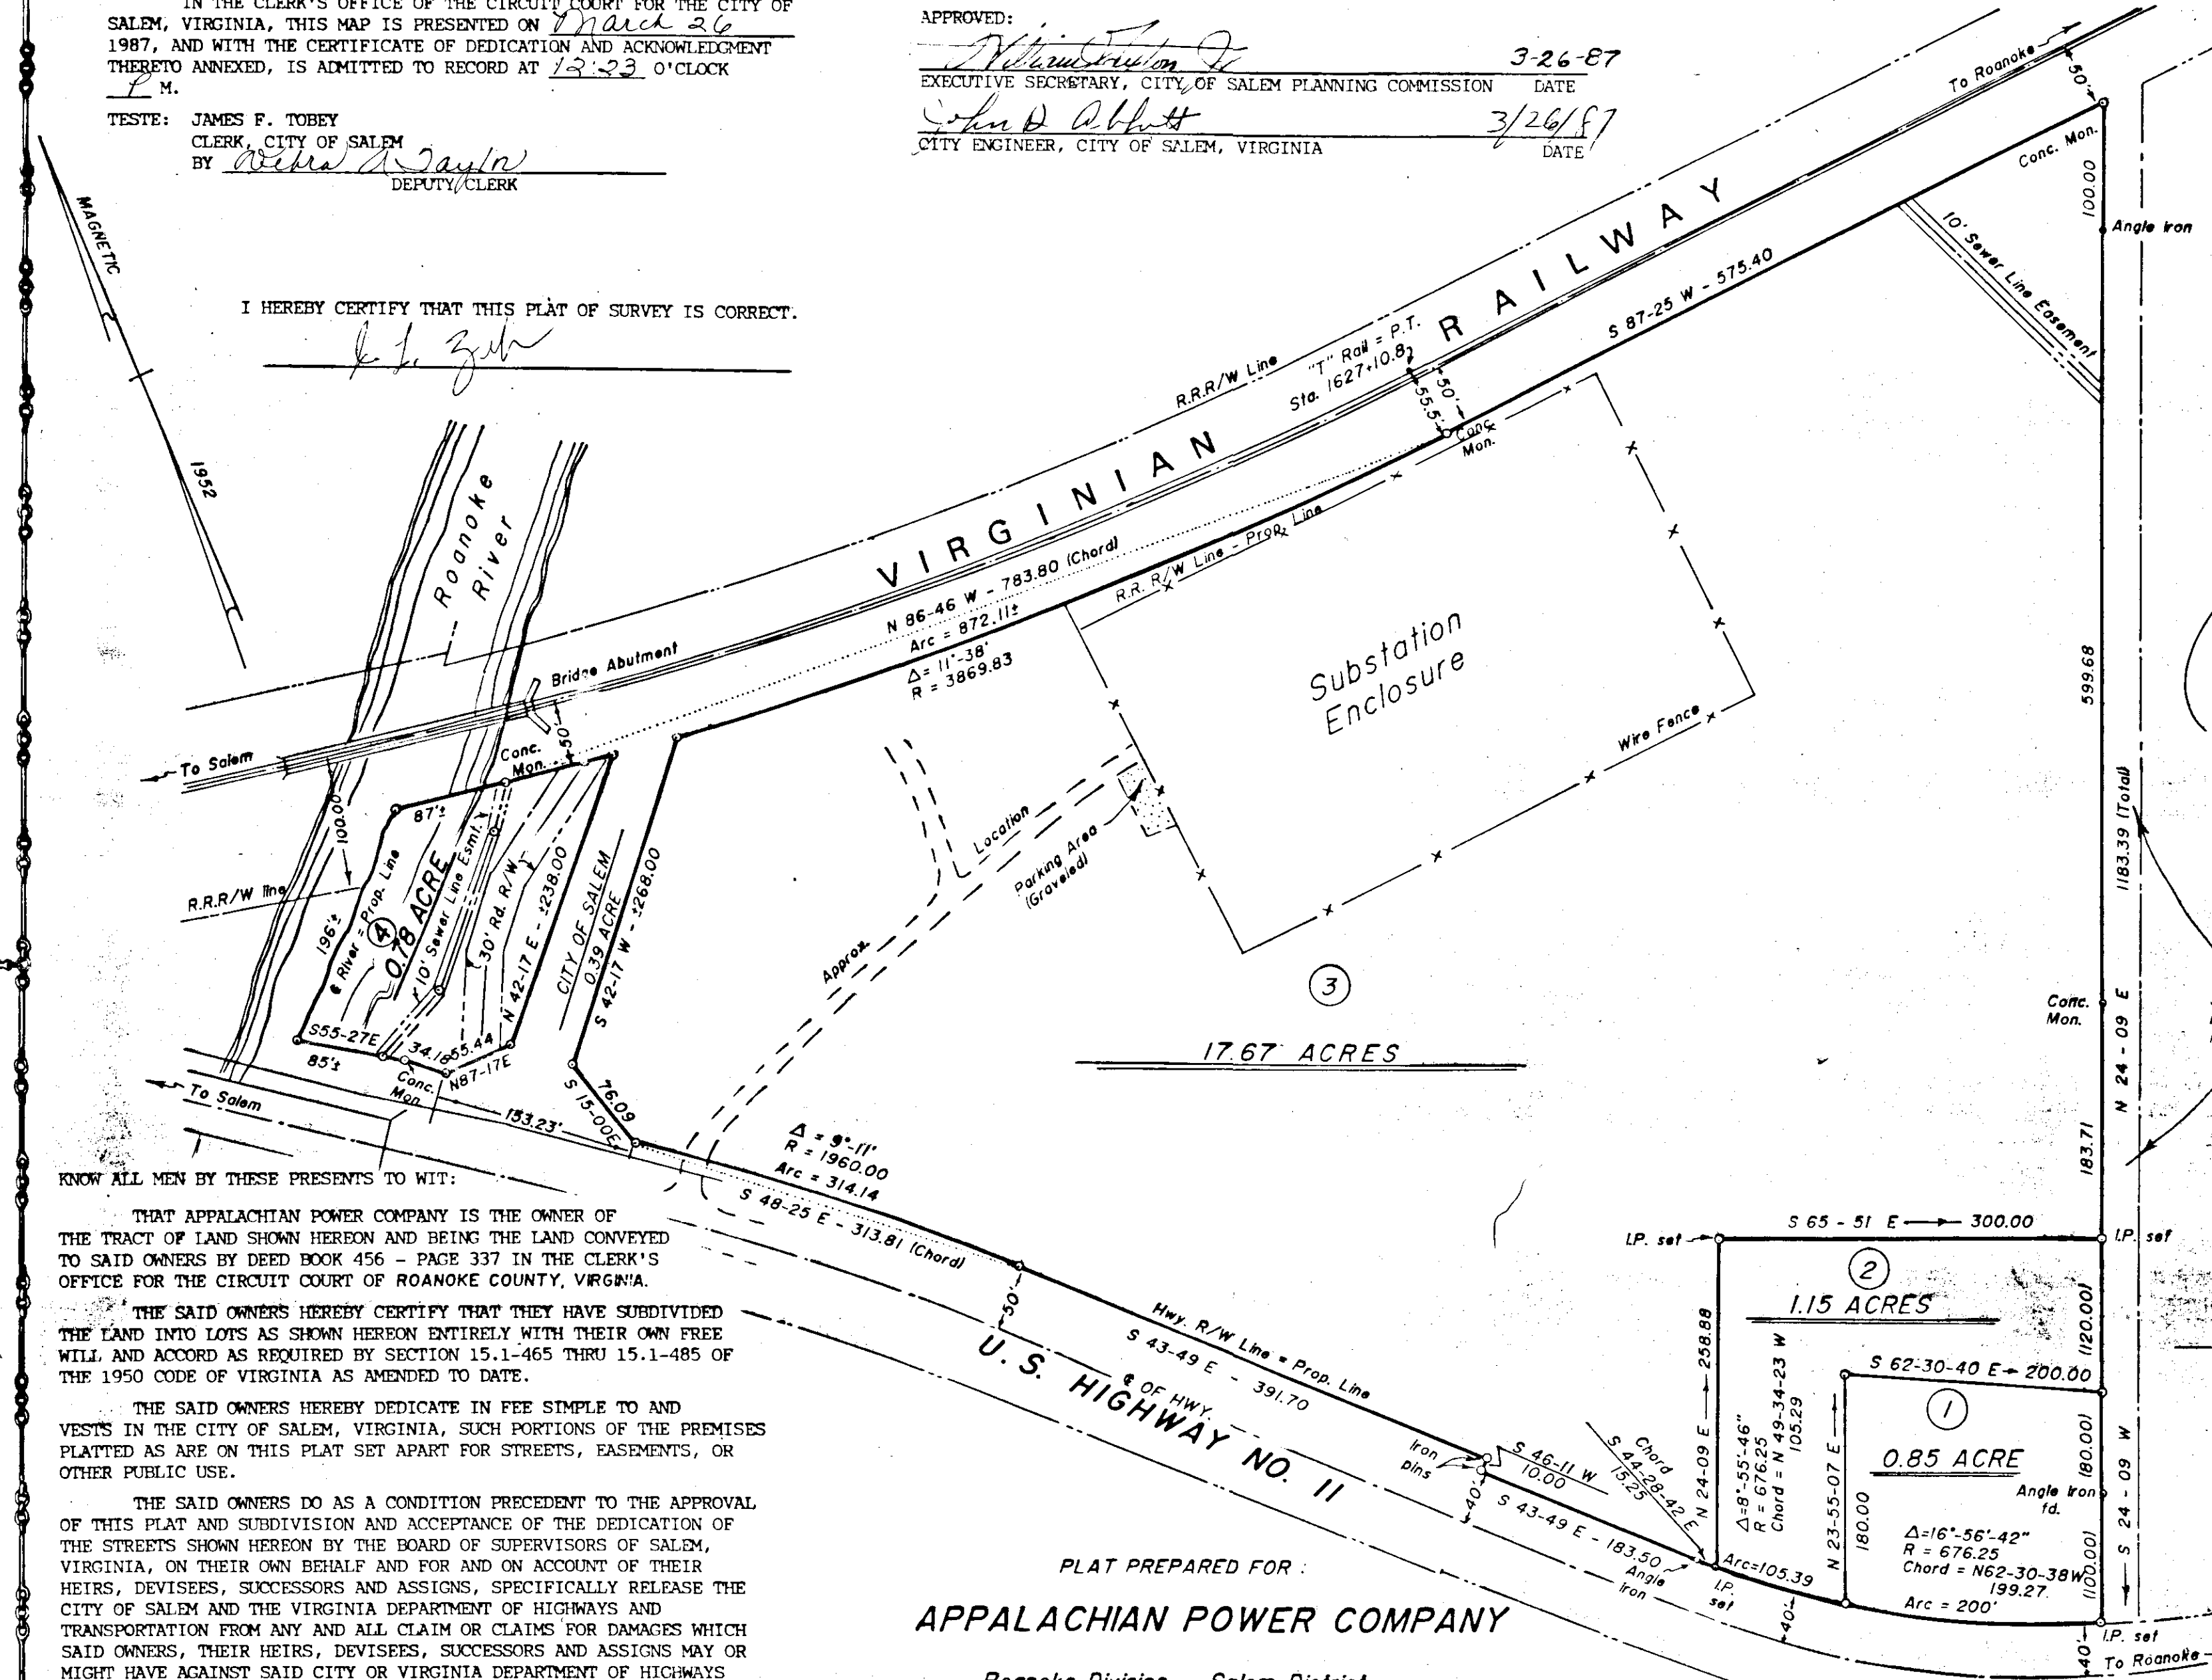 IN THE CLERK'S OFFICE OF THE CIRCUIT COURT FOR THE CITY OF
SALEM, VIRGINIA, THIS MAP IS PRESENTED ON March 26
1987, AND WITH THE CERTIFICATE OF DEDICATION AND ACKNOWLEDGMENT
THERETO ANNEXED, IS ADMITTED TO RECORD AT 12:23 O'CLOCK
P M.
TESTE: JAMES F. TOBEY
CLERK, CITY OF SALEM
BY Debra A Taylor
DEPUTY CLERK
APPROVED:
William Jr 3-26-87
EXECUTIVE SECRETARY, CITY OF SALEM PLANNING COMMISSION DATE
John D Abbott 3/26/87
CITY ENGINEER, CITY OF SALEM, VIRGINIA DATE
MAGNETIC
1952
I HEREBY CERTIFY THAT THIS PLAT OF SURVEY IS CORRECT.
To Roanoke
50'
Conc. Mon.
100.00
Angle Iron
10' Sewer Line Easement
VIRGINIAN RAILWAY
S 87-25 W - 575.40
R.R.R/W Line
"T" Rail = P.T.
Sta. 1627+10.8
50'
55.5'
Conc.
Mon.
Roanoke
River
N 86-46 W - 783.80 (Chord)
Arc = 872.11±
Δ = 11°-38'
R = 3869.83
R.R. R/W Line - Prop. Line
Bridge Abutment
50'
Conc.
Mon.
To Salem
Substation
Enclosure
Wire Fence
599.68
1183.39 (Total)
N 24-09 E
Conc.
Mon.
183.71
100.00
R.R.R/W line
87'±
196'±
℄ River = Prop. Line
4
0.78 ACRE
10' Sewer Line Esmt.
30' Rd. R/W
N 42-17 E - ±238.00
CITY OF SALEM
0.39 ACRE
S 42-17 W - ±268.00
S55-27E
85'±
34.18
55.44
N87-17E
Conc.
Mon.
153.23'
76.09
S 15-00E
To Salem
Location
Approx.
Parking Area
(Graveled)
3
17.67 ACRES
Δ = 9°-11'
R = 1960.00
Arc = 314.14
S 48-25 E - 313.81 (Chord)
50'
Hwy. R/W Line = Prop. Line
S 43-49 E - 391.70
℄ OF HWY.
U.S. HIGHWAY NO. 11
Iron
pins
S 46-11 W
10.00
40'
S 43-49 E - 183.50
Chord
S 44-28-42 E
15.25
Angle
Iron
I.P.
set
I.P. set
S 65-51 E 300.00
I.P. set
2
1.15 ACRES
N 24-09 E 258.88
Δ=8°-55'-46"
R = 676.25
Chord = N 49-34-23 W
105.29
Arc=105.39
40'
(120.00)
S 62-30-40 E 200.00
1
0.85 ACRE
N 23-55-07 E
180.00
(80.00)
Angle Iron
fd.
Δ=16°-56'-42"
R = 676.25
Chord = N62-30-38W
199.27
Arc = 200'
(100.00)
S 24-09 W
I.P. set
40'
To Roanoke
KNOW ALL MEN BY THESE PRESENTS TO WIT:
THAT APPALACHIAN POWER COMPANY IS THE OWNER OF
THE TRACT OF LAND SHOWN HEREON AND BEING THE LAND CONVEYED
TO SAID OWNERS BY DEED BOOK 456 - PAGE 337 IN THE CLERK'S
OFFICE FOR THE CIRCUIT COURT OF ROANOKE COUNTY, VIRGINIA.
THE SAID OWNERS HEREBY CERTIFY THAT THEY HAVE SUBDIVIDED
THE LAND INTO LOTS AS SHOWN HEREON ENTIRELY WITH THEIR OWN FREE
WILL AND ACCORD AS REQUIRED BY SECTION 15.1-465 THRU 15.1-485 OF
THE 1950 CODE OF VIRGINIA AS AMENDED TO DATE.
THE SAID OWNERS HEREBY DEDICATE IN FEE SIMPLE TO AND
VESTS IN THE CITY OF SALEM, VIRGINIA, SUCH PORTIONS OF THE PREMISES
PLATTED AS ARE ON THIS PLAT SET APART FOR STREETS, EASEMENTS, OR
OTHER PUBLIC USE.
THE SAID OWNERS DO AS A CONDITION PRECEDENT TO THE APPROVAL
OF THIS PLAT AND SUBDIVISION AND ACCEPTANCE OF THE DEDICATION OF
THE STREETS SHOWN HEREON BY THE BOARD OF SUPERVISORS OF SALEM,
VIRGINIA, ON THEIR OWN BEHALF AND FOR AND ON ACCOUNT OF THEIR
HEIRS, DEVISEES, SUCCESSORS AND ASSIGNS, SPECIFICALLY RELEASE THE
CITY OF SALEM AND THE VIRGINIA DEPARTMENT OF HIGHWAYS AND
TRANSPORTATION FROM ANY AND ALL CLAIM OR CLAIMS FOR DAMAGES WHICH
SAID OWNERS, THEIR HEIRS, DEVISEES, SUCCESSORS AND ASSIGNS MAY OR
MIGHT HAVE AGAINST SAID CITY OR VIRGINIA DEPARTMENT OF HIGHWAYS
PLAT PREPARED FOR :
APPALACHIAN POWER COMPANY
Roanoke Division Salem District